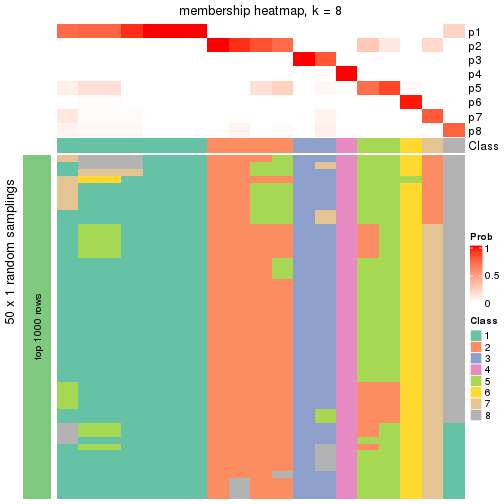 membership heatmap, k = 8
p1
p2
p3
p4
p5
p6
p7
p8
Class
50 x 1 random samplings
top 1000 rows
Prob
1
0.5
0
Class
1
2
3
4
5
6
7
8